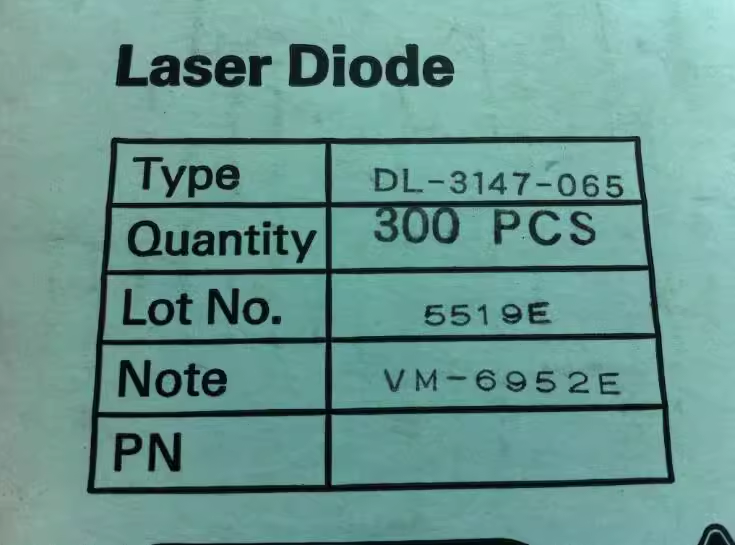 Laser Diode
Type DL-3147-065
Quantity 300 PCS
Lot No. 5519E
Note VM-6952E
PN